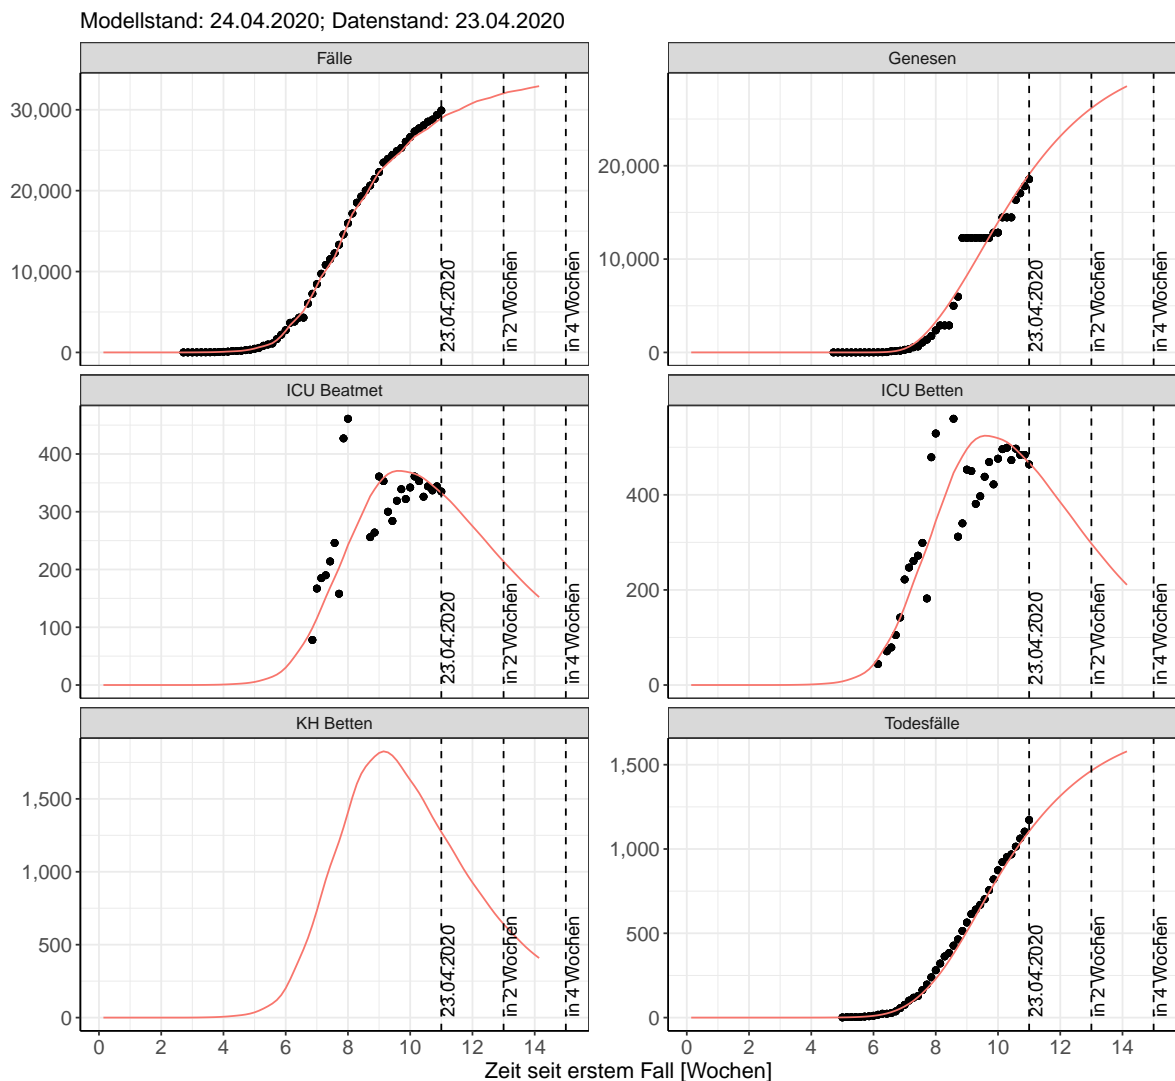 Modellstand: 24.04.2020; Datenstand: 23.04.2020
Fälle
30,000
20,000
10,000
0
23.04.2020
in 2 Wochen
in 4 Wochen
Genesen
20,000
10,000
0
23.04.2020
in 2 Wochen
in 4 Wochen
ICU Beatmet
400
300
200
100
0
23.04.2020
in 2 Wochen
in 4 Wochen
ICU Betten
400
200
0
23.04.2020
in 2 Wochen
in 4 Wochen
KH Betten
1,500
1,000
500
0
23.04.2020
in 2 Wochen
in 4 Wochen
0 2 4 6 8 10 12 14
Todesfälle
1,500
1,000
500
0
23.04.2020
in 2 Wochen
in 4 Wochen
0 2 4 6 8 10 12 14
Zeit seit erstem Fall [Wochen]